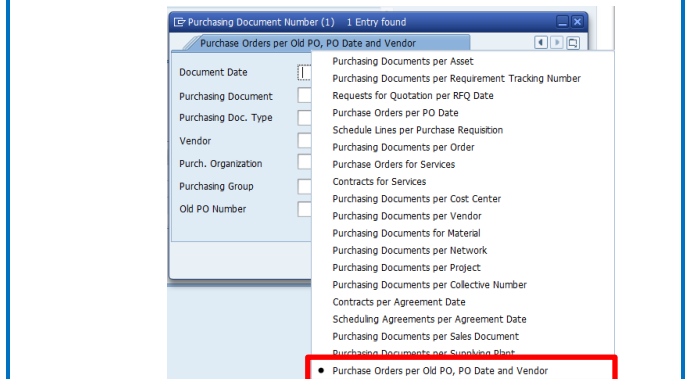 Purchasing Document Number (1) 1 Entry found
Purchase Orders per Old PO, PO Date and Vendor
Document Date
Purchasing Document
Purchasing Doc. Type
Vendor
Purch. Organization
Purchasing Group
Old PO Number
Purchasing Documents per Asset
Purchasing Documents per Requirement Tracking Number
Requests for Quotation per RFQ Date
Purchase Orders per PO Date
Schedule Lines per Purchase Requisition
Purchasing Documents per Order
Purchase Orders for Services
Contracts for Services
Purchasing Documents per Cost Center
Purchasing Documents per Vendor
Purchasing Documents for Material
Purchasing Documents per Network
Purchasing Documents per Project
Purchasing Documents per Collective Number
Contracts per Agreement Date
Scheduling Agreements per Agreement Date
Purchasing Documents per Sales Document
Purchasing Documents per Supplying Plant
Purchase Orders per Old PO, PO Date and Vendor